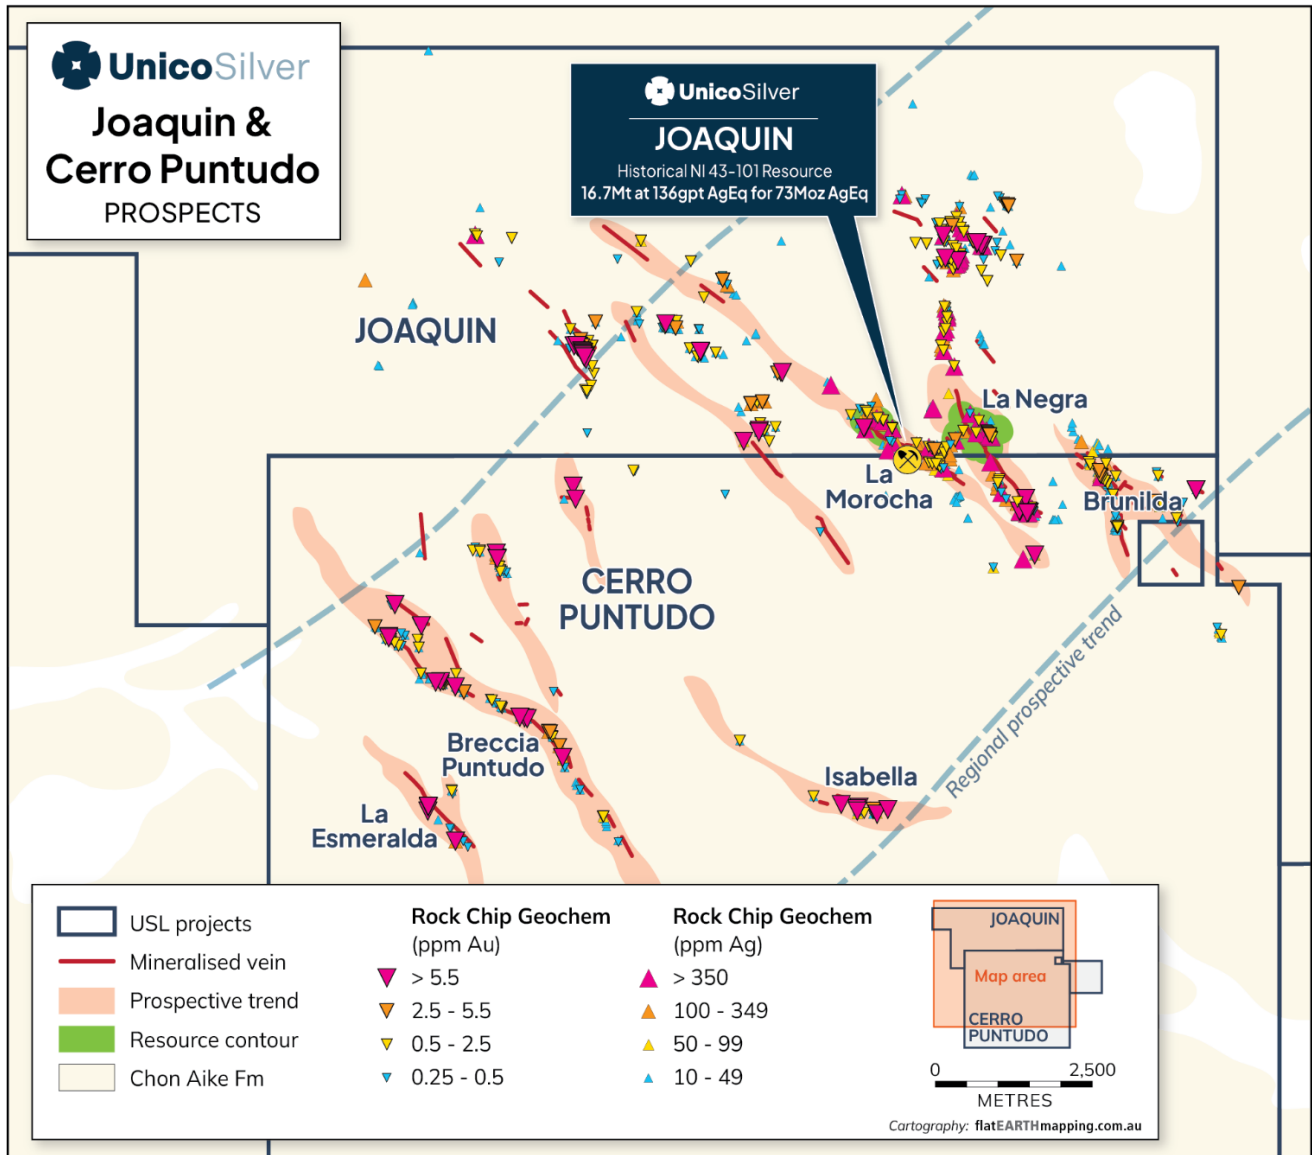 UnicoSilver
Joaquin &
Cerro Puntudo
PROSPECTS
UnicoSilver
JOAQUIN
Historical NI 43-101 Resource
16.7Mt at 136gpt AgEq for 73Moz AgEq
JOAQUIN
La Negra
La
Morocha
Brunilda
CERRO
PUNTUDO
Regional prospective trend
Breccia
Puntudo
Isabella
La
Esmeralda
USL projects
Mineralised vein
Prospective trend
Resource contour
Chon Aike Fm
Rock Chip Geochem
(ppm Au)
> 5.5
2.5 - 5.5
0.5 - 2.5
0.25 - 0.5
Rock Chip Geochem
(ppm Ag)
> 350
100 - 349
50 - 99
10 - 49
JOAQUIN
Map area
CERRO
PUNTUDO
0 2,500
METRES
Cartography: flatEARTHmapping.com.au